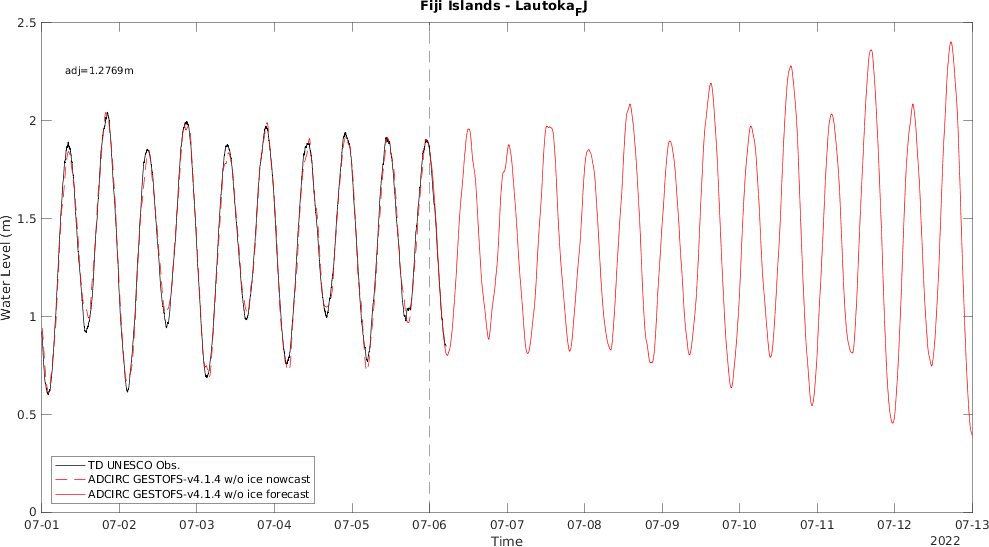 Fiji Islands - Lautoka_FJ
adj=1.2769m
2.5
2
1.5
1
0.5
0
Water Level (m)
TD UNESCO Obs.
ADCIRC GESTOFS-v4.1.4 w/o ice nowcast
ADCIRC GESTOFS-v4.1.4 w/o ice forecast
07-01 07-02 07-03 07-04 07-05 07-06 07-07 07-08 07-09 07-10 07-11 07-12 07-13
Time
2022